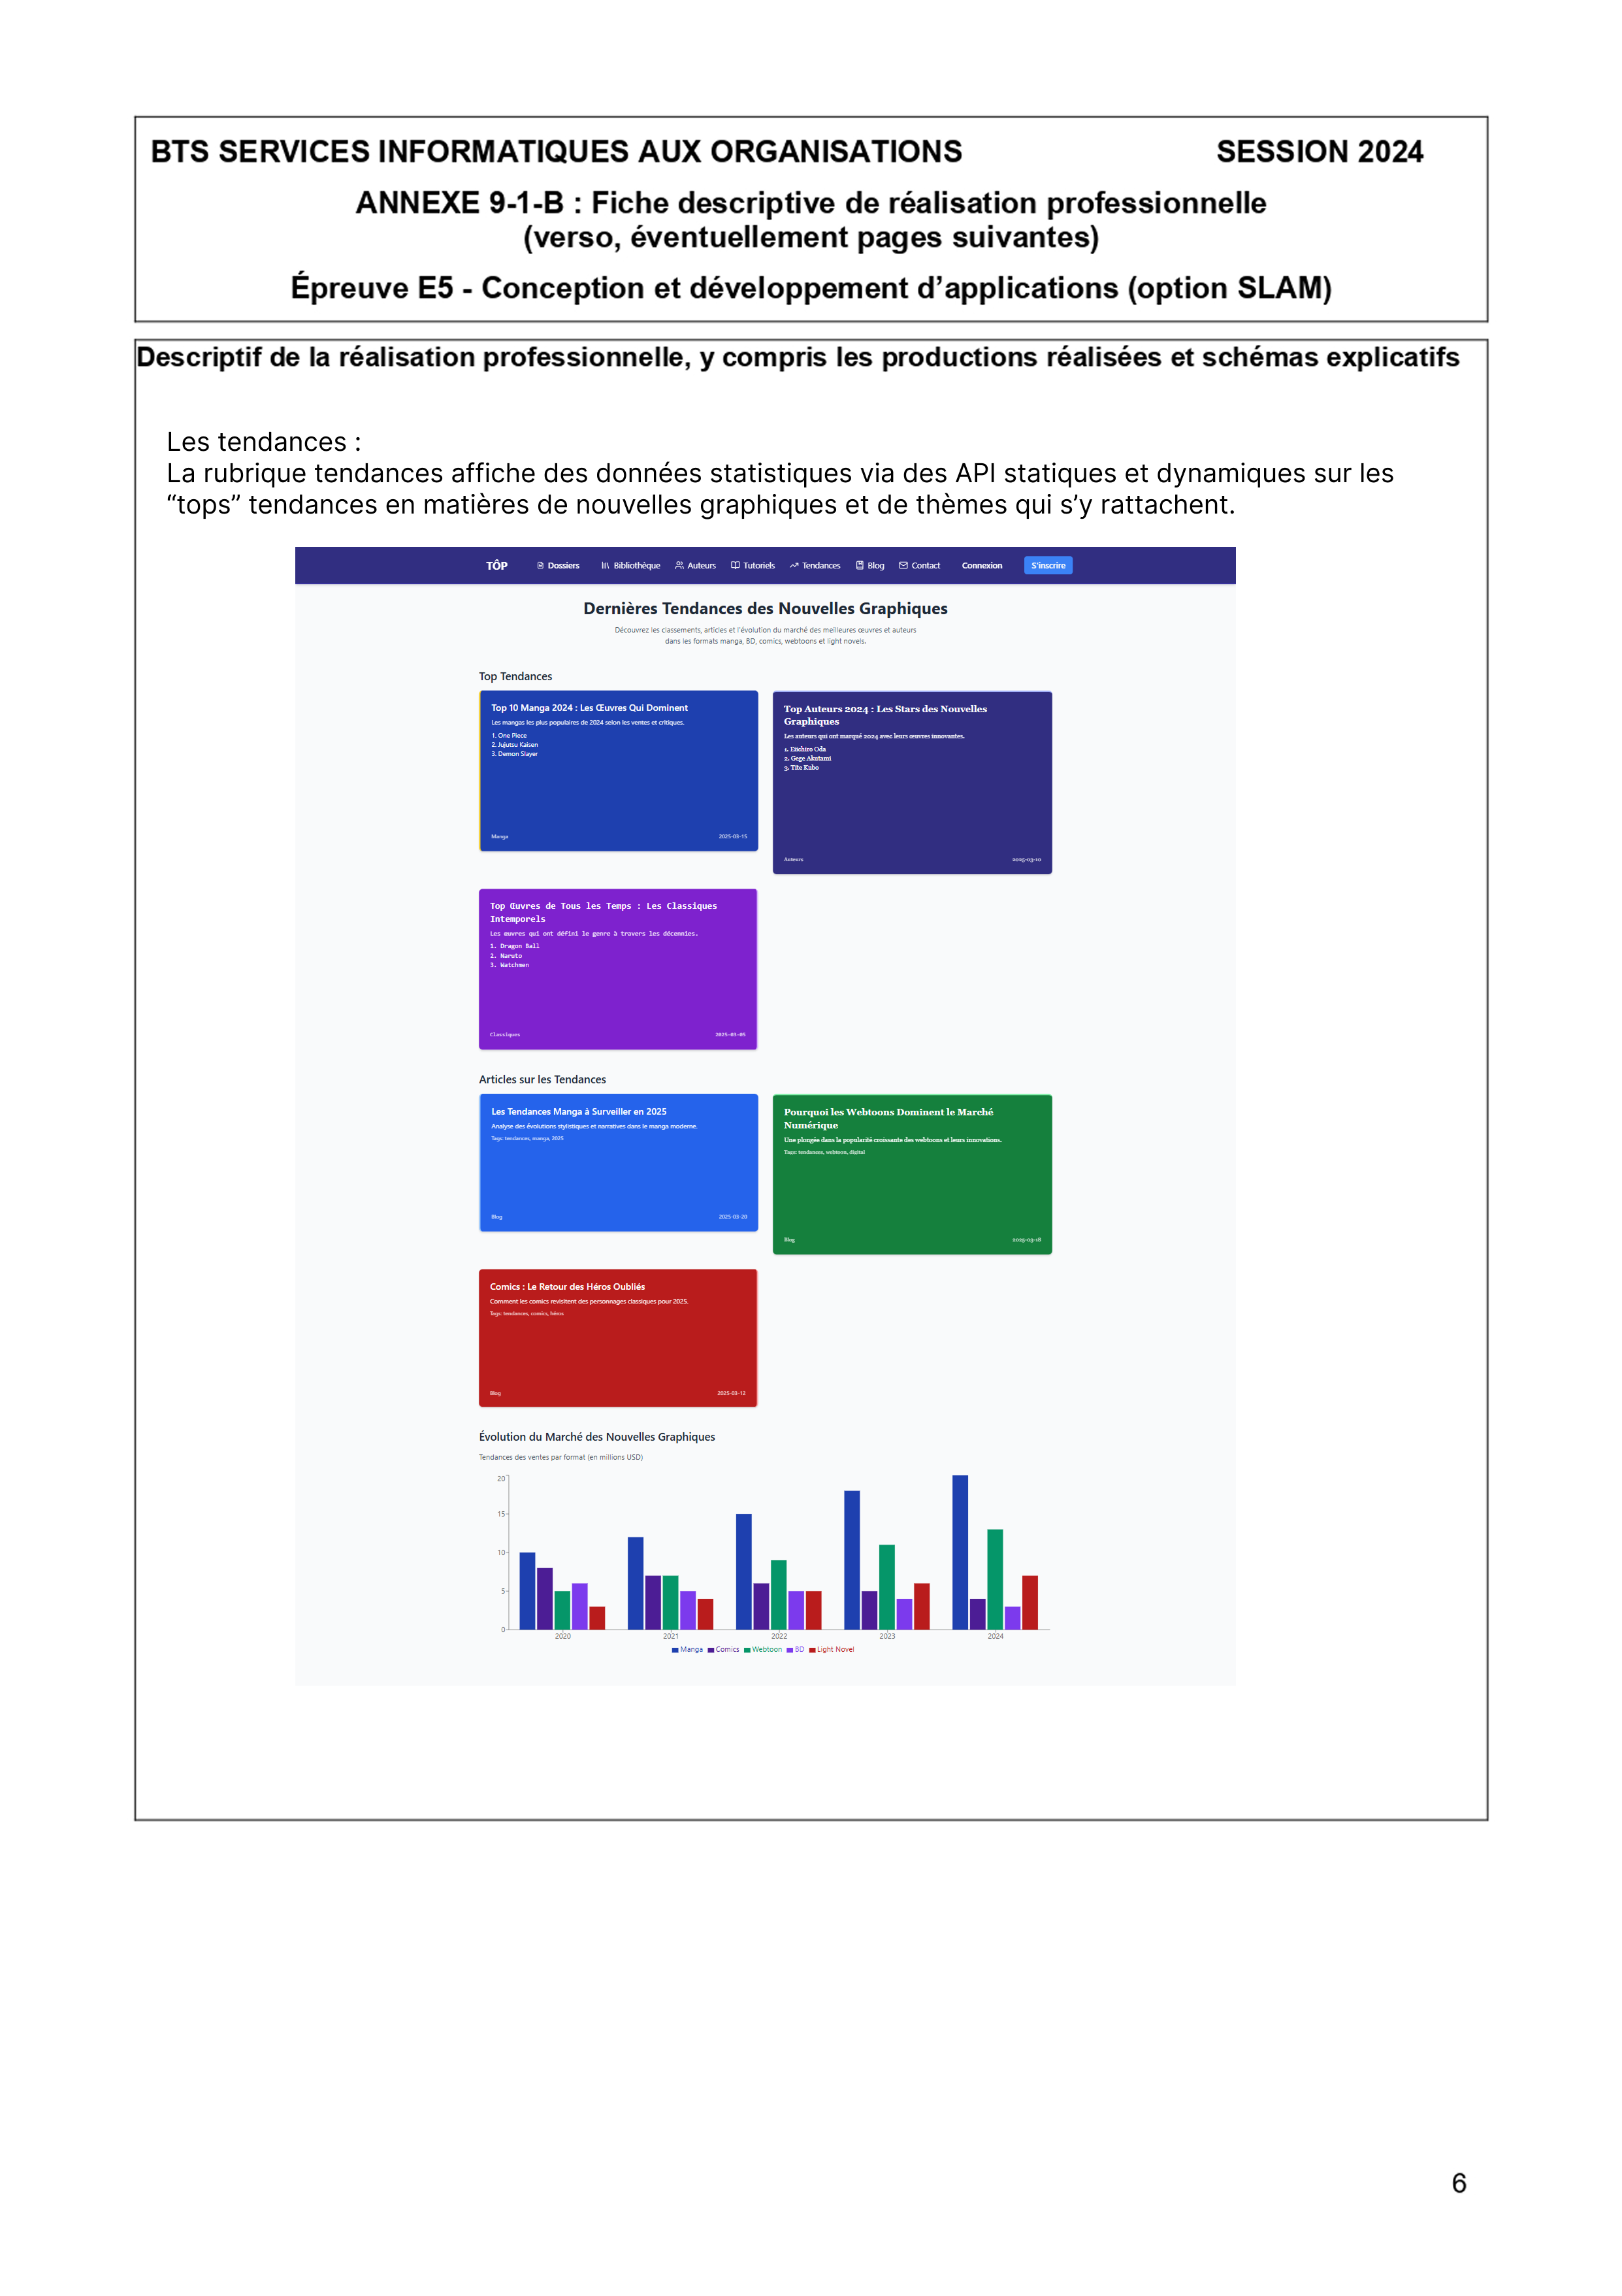 BTS SERVICES INFORMATIQUES AUX ORGANISATIONS SESSION 2024
ANNEXE 9-1-B : Fiche descriptive de réalisation professionnelle
(verso, éventuellement pages suivantes)
Épreuve E5 - Conception et développement d’applications (option SLAM)
Descriptif de la réalisation professionnelle, y compris les productions réalisées et schémas explicatifs
Les tendances :
La rubrique tendances affiche des données statistiques via des API statiques et dynamiques sur les
“tops” tendances en matières de nouvelles graphiques et de thèmes qui s’y rattachent.
TÔP Dossiers Bibliothèque Auteurs Tutoriels Tendances Blog Contact Connexion S'inscrire
Dernières Tendances des Nouvelles Graphiques
Découvrez les classements, articles et l'évolution du marché des meilleures œuvres et auteurs
dans les formats manga, BD, comics, webtoons et light novels.
Top Tendances
Top 10 Manga 2024 : Les Œuvres Qui Dominent
Les mangas les plus populaires de 2024 selon les ventes et critiques.
1. One Piece
2. Jujutsu Kaisen
3. Demon Slayer
Manga 2025-03-15
Top Auteurs 2024 : Les Stars des Nouvelles
Graphiques
Les auteurs qui ont marqué 2024 avec leurs œuvres innovantes.
1. Eiichiro Oda
2. Gege Akutami
3. Tite Kubo
Auteurs 2025-03-10
Top Œuvres de Tous les Temps : Les Classiques
Intemporels
Les œuvres qui ont défini le genre à travers les décennies.
1. Dragon Ball
2. Naruto
3. Watchmen
Classiques 2025-03-05
Articles sur les Tendances
Les Tendances Manga à Surveiller en 2025
Analyse des évolutions stylistiques et narratives dans le manga moderne.
Tags: tendances, manga, 2025
Blog 2025-03-20
Pourquoi les Webtoons Dominent le Marché
Numérique
Une plongée dans la popularité croissante des webtoons et leurs innovations.
Tags: tendances, webtoon, digital
Blog 2025-03-18
Comics : Le Retour des Héros Oubliés
Comment les comics revisitent des personnages classiques pour 2025.
Tags: tendances, comics, héros
Blog 2025-03-12
Évolution du Marché des Nouvelles Graphiques
Tendances des ventes par format (en millions USD)
20
15
10
5
0
2020 2021 2022 2023 2024
Manga Comics Webtoon BD Light Novel
6